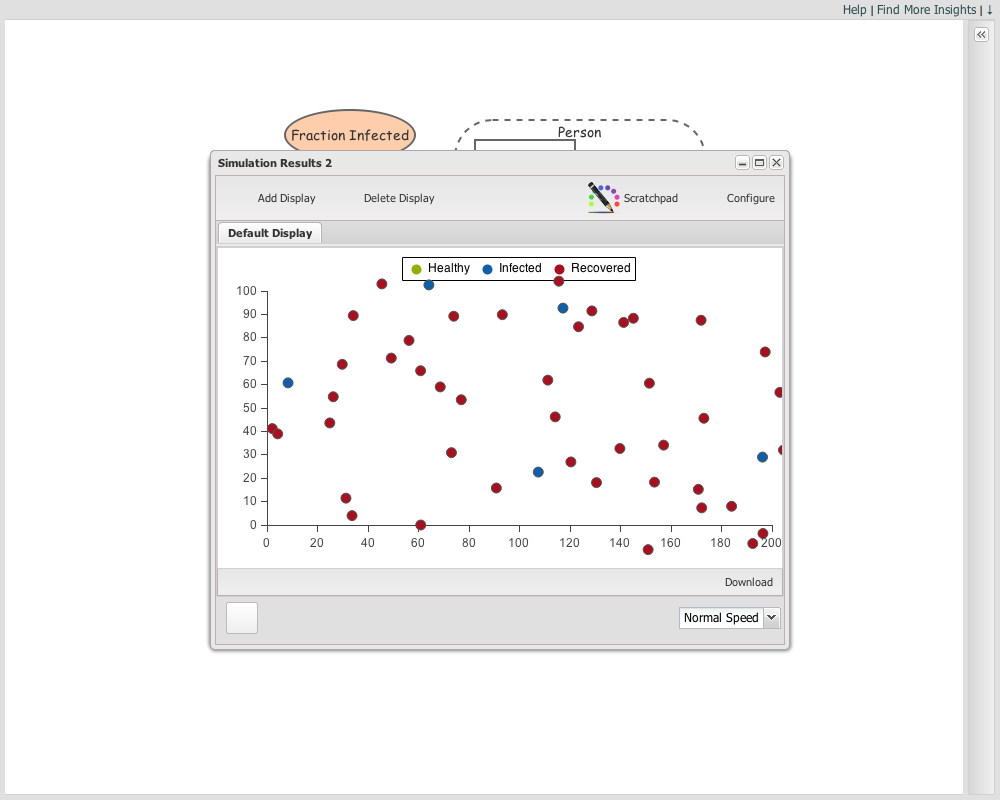 Help | Find More Insights | ↓
Fraction Infected
Person
Simulation Results 2
Add Display Delete Display Scratchpad Configure
Default Display
Healthy Infected Recovered
100
90
80
70
60
50
40
30
20
10
0
0 20 40 60 80 100 120 140 160 180 200
Download
Normal Speed